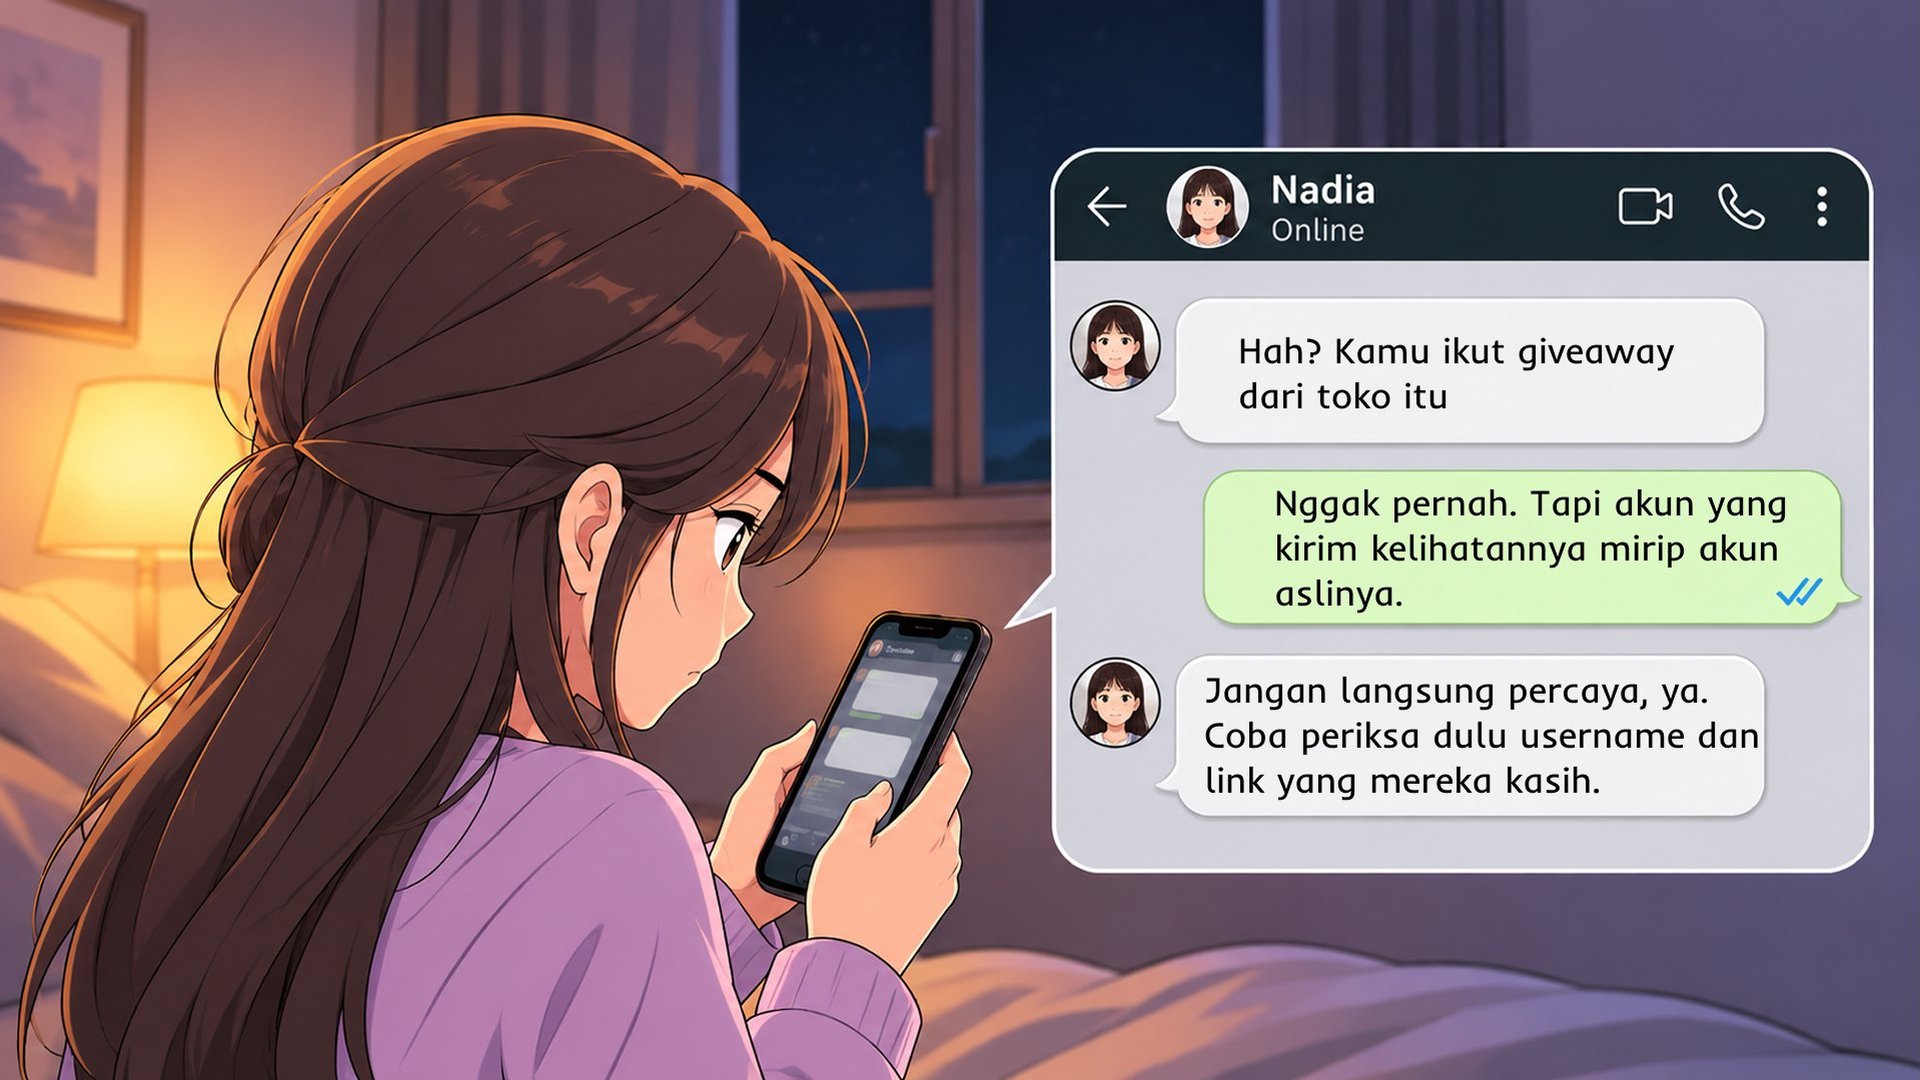 Nadia
Online
Hah? Kamu ikut giveaway
dari toko itu
Nggak pernah. Tapi akun yang
kirim kelihatannya mirip akun
aslinya.
Jangan langsung percaya, ya.
Coba periksa dulu username dan
link yang mereka kasih.